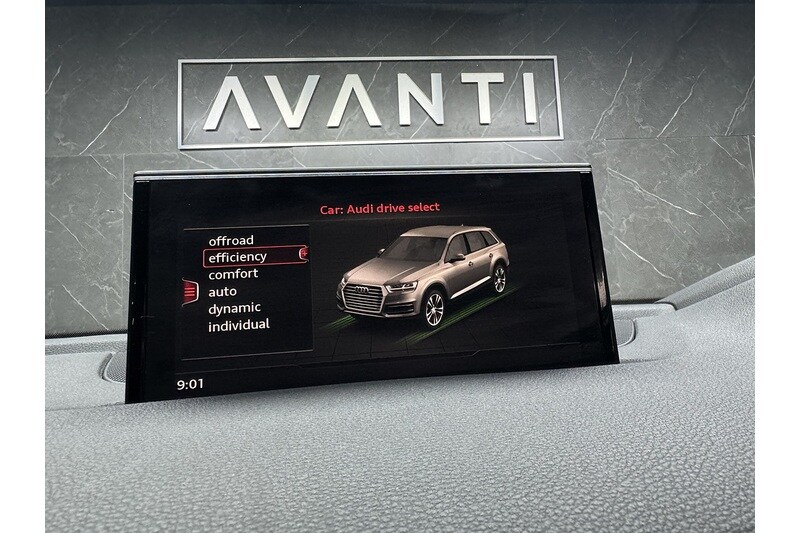 AVANTI
Car: Audi drive select
offroad
efficiency
comfort
auto
dynamic
individual
9:01